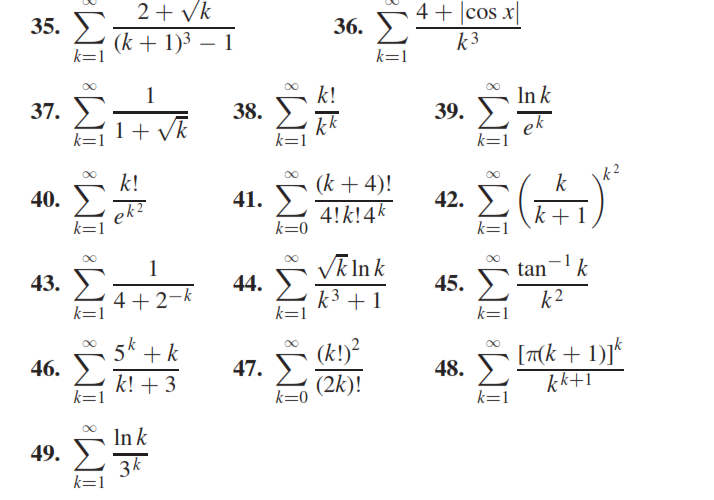 35. ∑_{k=1}^{∞} (2 + √k)/((k + 1)³ − 1) 36. ∑_{k=1}^{∞} (4 + |cos x|)/k³
37. ∑_{k=1}^{∞} 1/(1 + √k) 38. ∑_{k=1}^{∞} k!/k^k 39. ∑_{k=1}^{∞} ln k/e^k
40. ∑_{k=1}^{∞} k!/e^{k²} 41. ∑_{k=0}^{∞} (k + 4)!/(4!k!4^k) 42. ∑_{k=1}^{∞} (k/(k + 1))^{k²}
43. ∑_{k=1}^{∞} 1/(4 + 2^{−k}) 44. ∑_{k=1}^{∞} (√k ln k)/(k³ + 1) 45. ∑_{k=1}^{∞} (tan^{−1} k)/k²
46. ∑_{k=1}^{∞} (5^k + k)/(k! + 3) 47. ∑_{k=0}^{∞} (k!)²/(2k)! 48. ∑_{k=1}^{∞} [π(k + 1)]^k/k^{k+1}
49. ∑_{k=1}^{∞} ln k/3^k